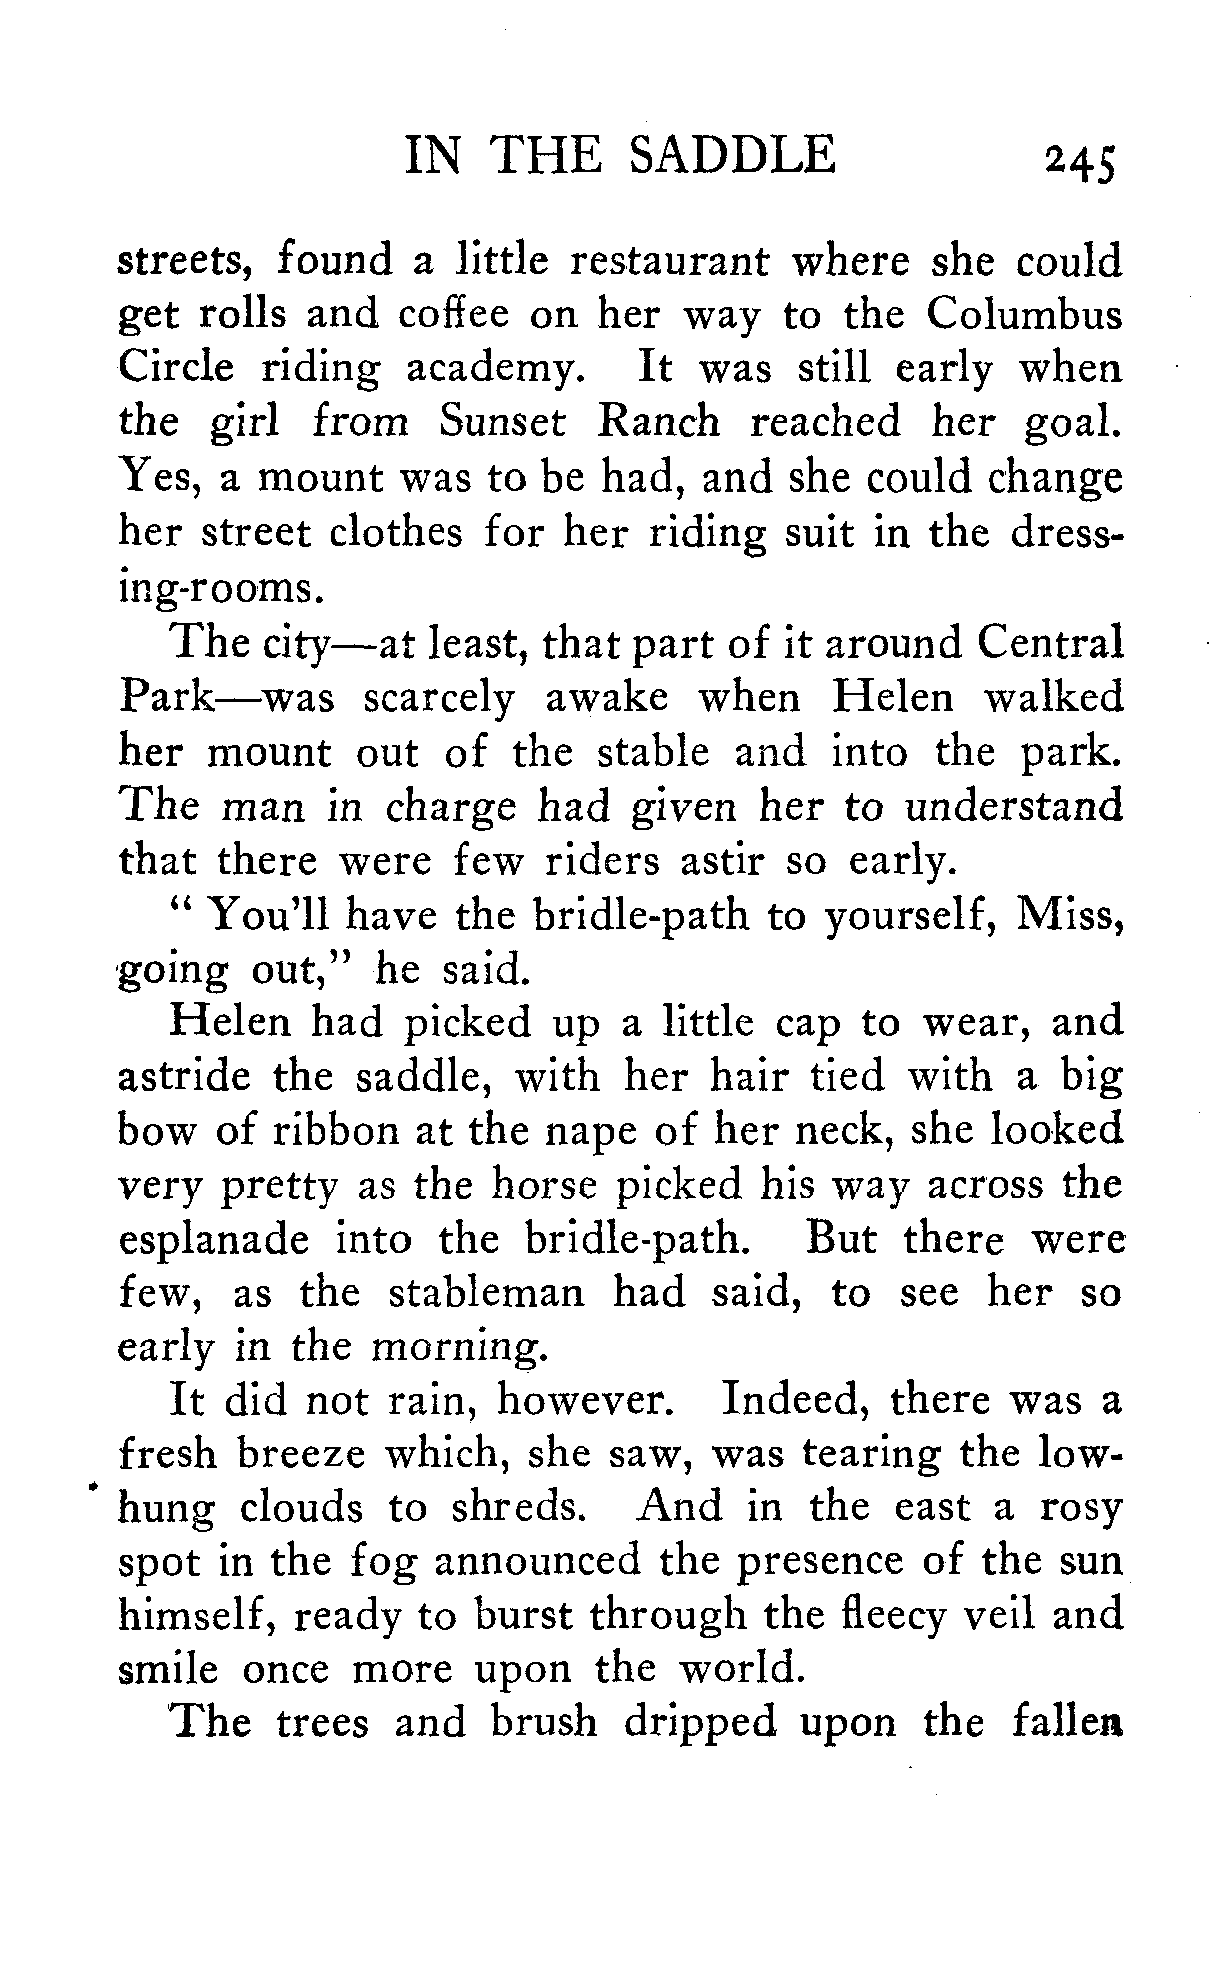 IN THE SADDLE 245
streets, found a little restaurant where she could
get rolls and coffee on her way to the Columbus
Circle riding academy. It was still early when
the girl from Sunset Ranch reached her goal.
Yes, a mount was to be had, and she could change
her street clothes for her riding suit in the dress-
ing-rooms.
The city—at least, that part of it around Central
Park—was scarcely awake when Helen walked
her mount out of the stable and into the park.
The man in charge had given her to understand
that there were few riders astir so early.
" You'll have the bridle-path to yourself, Miss,
going out," he said.
Helen had picked up a little cap to wear, and
astride the saddle, with her hair tied with a big
bow of ribbon at the nape of her neck, she looked
very pretty as the horse picked his way across the
esplanade into the bridle-path. But there were
few, as the stableman had said, to see her so
early in the morning.
It did not rain, however. Indeed, there was a
fresh breeze which, she saw, was tearing the low-
hung clouds to shreds. And in the east a rosy
spot in the fog announced the presence of the sun
himself, ready to burst through the fleecy veil and
smile once more upon the world.
The trees and brush dripped upon the fallen